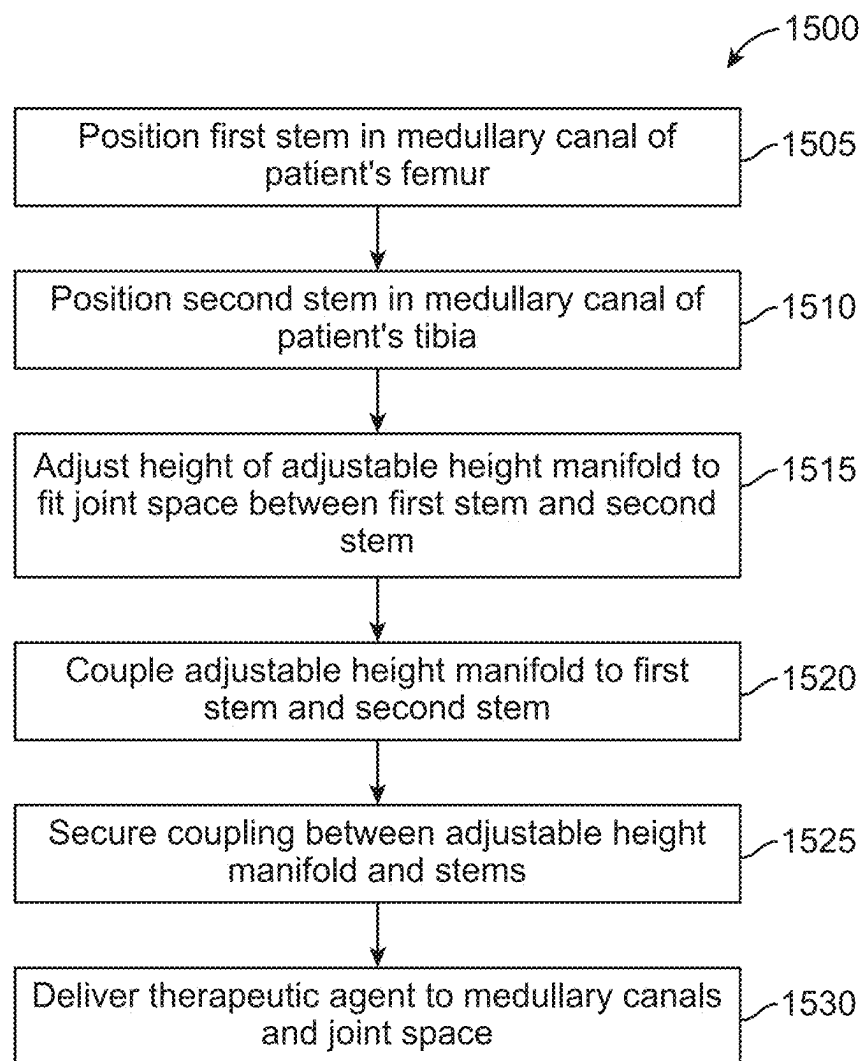 1500
Position first stem in medullary canal of
patient's femur
1505
Position second stem in medullary canal of
patient's tibia
1510
Adjust height of adjustable height manifold to
fit joint space between first stem and second
stem
1515
Couple adjustable height manifold to first
stem and second stem
1520
Secure coupling between adjustable height
manifold and stems
1525
Deliver therapeutic agent to medullary canals
and joint space
1530